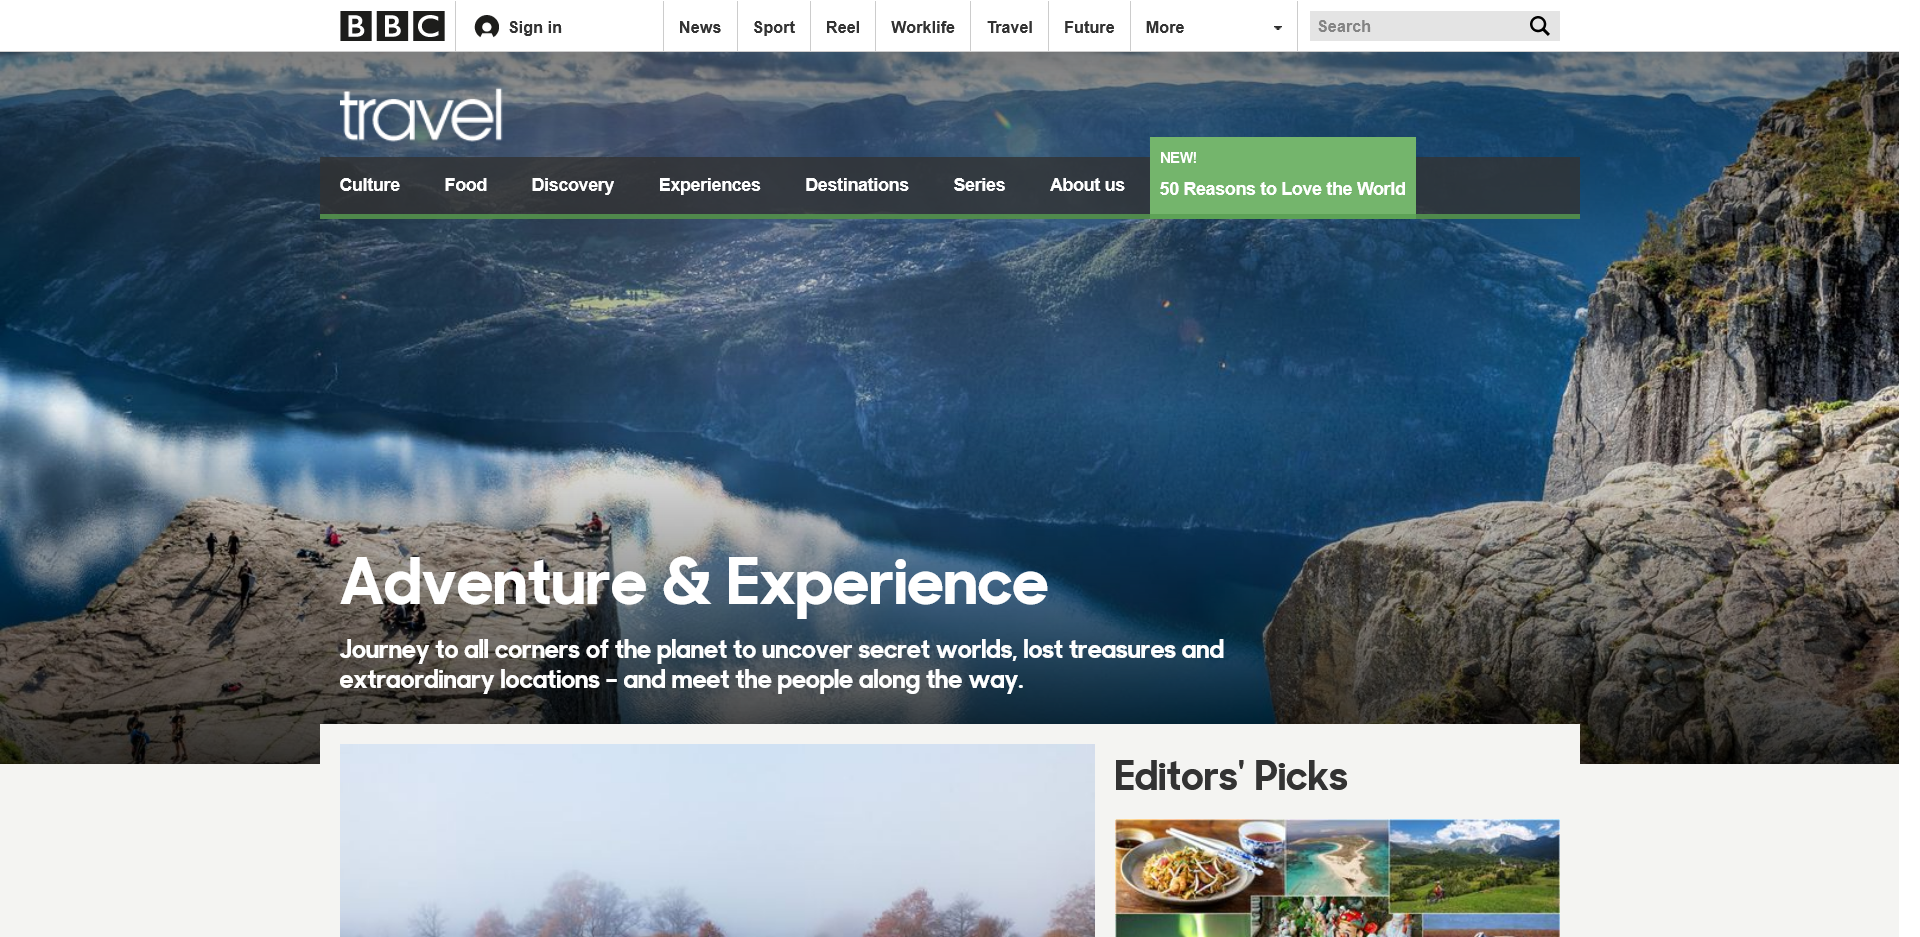 BBC
Sign in
News
Sport
Reel
Worklife
Travel
Future
More
Search
travel
Culture
Food
Discovery
Experiences
Destinations
Series
About us
NEW!
50 Reasons to Love the World
Adventure & Experience
Journey to all corners of the planet to uncover secret worlds, lost treasures and
extraordinary locations – and meet the people along the way.
Editors' Picks